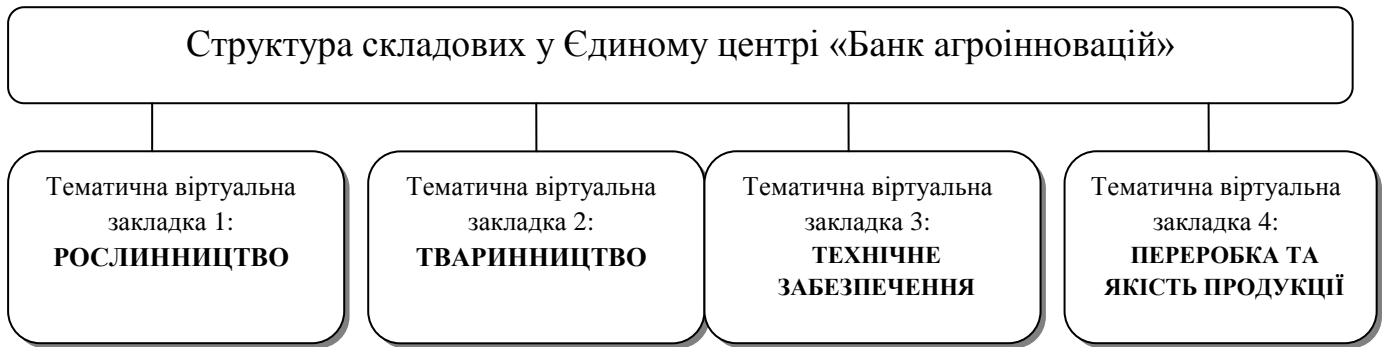 Структура складових у Єдиному центрі «Банк агроінновацій»
Тематична віртуальна
закладка 1:
РОСЛИННИЦТВО
Тематична віртуальна
закладка 2:
ТВАРИННИЦТВО
Тематична віртуальна
закладка 3:
ТЕХНІЧНЕ
ЗАБЕЗПЕЧЕННЯ
Тематична віртуальна
закладка 4:
ПЕРЕРОБКА ТА
ЯКІСТЬ ПРОДУКЦІЇ